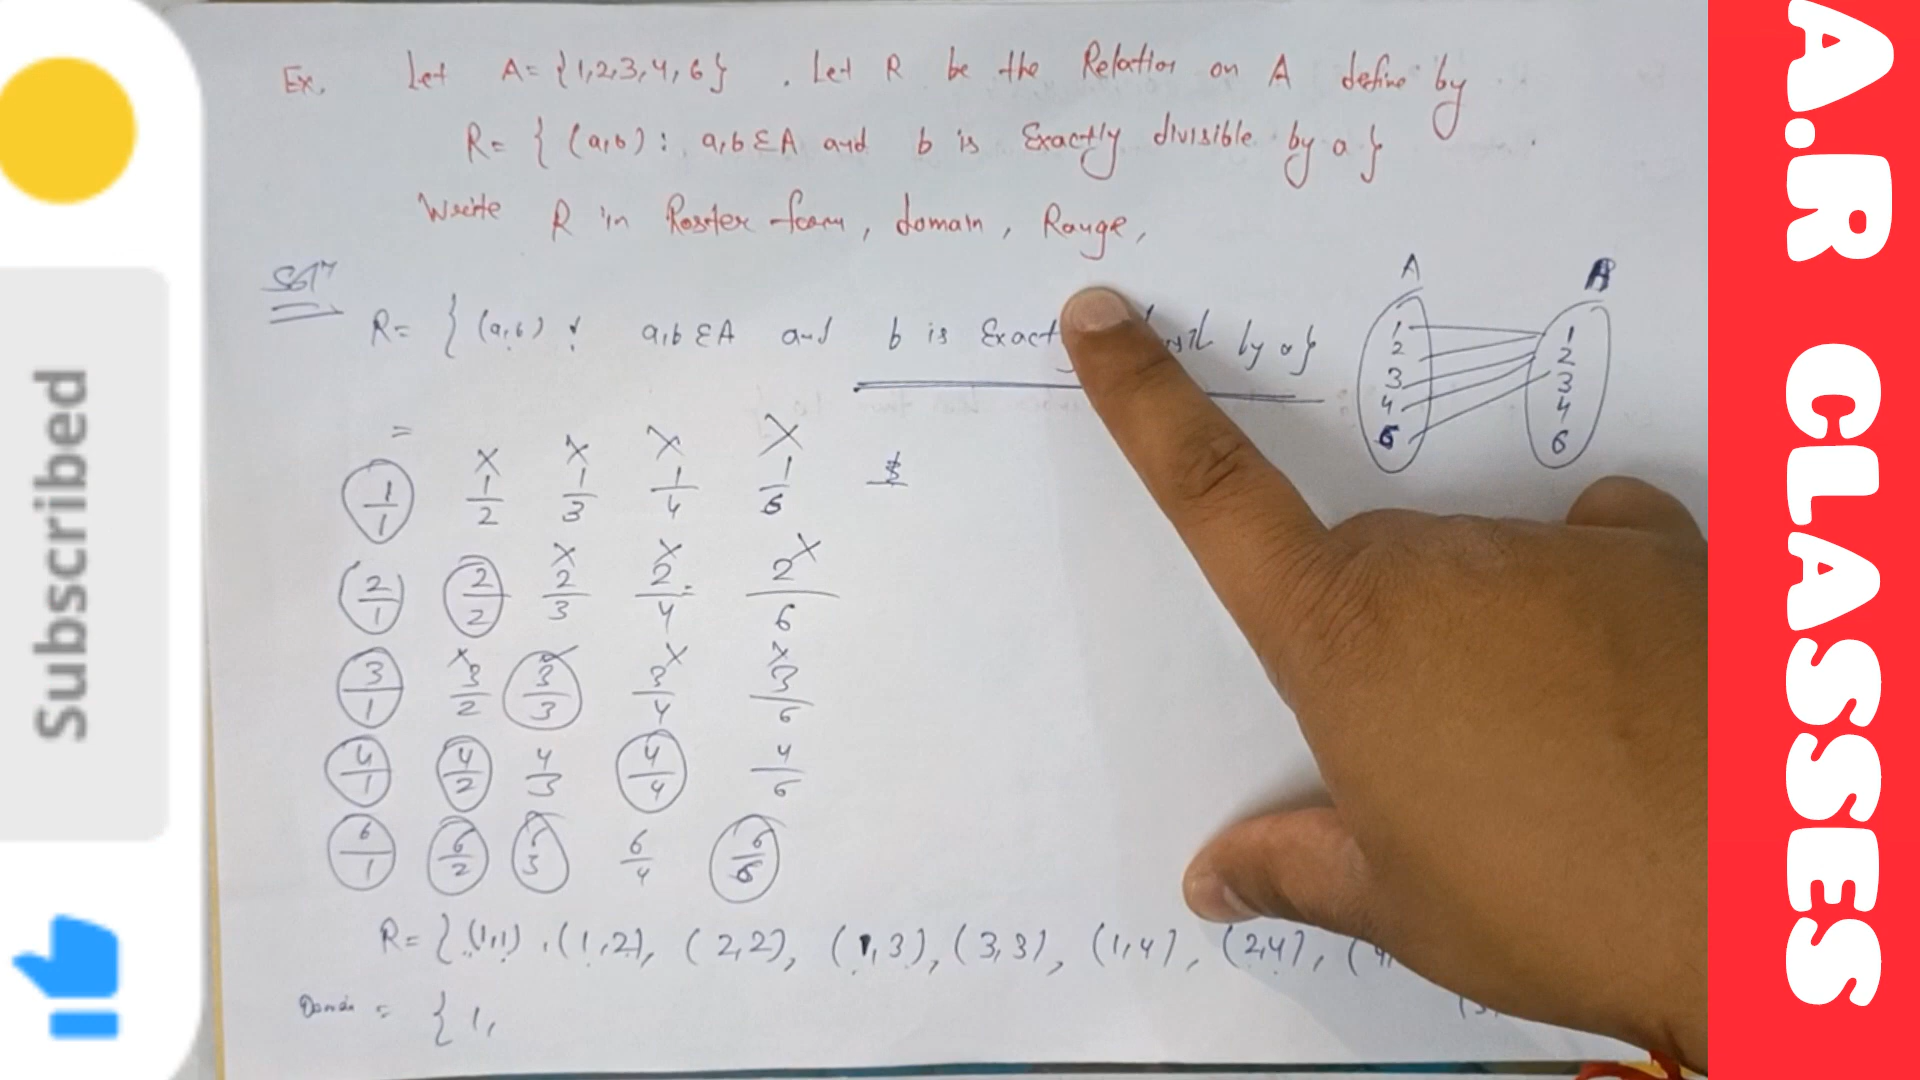 Ex. Let A= {1,2,3,4,6} . Let R be the Relation on A define by
R= { (a,b) : a,b ∈ A and b is Exactly divisible by a }
Write R in Roster form, domain, Range,
Solⁿ
R= { (a,b) : a,b ∈ A and b is Exact by a}
A
1
2
3
4
6
1
2
3
4
6
=
1/1 1/2 1/3 1/4 1/6
2/1 2/2 2/3 2/4 2/6
3/1 3/2 3/3 3/4 3/6
4/1 4/2 4/3 4/4 4/6
6/1 6/2 6/3 6/4 6/6
R= { (1,1) , (1,2), (2,2), (1,3), (3,3), (1,4), (2,4), (4,
= { 1,
Subscribed
A.R CLASSES